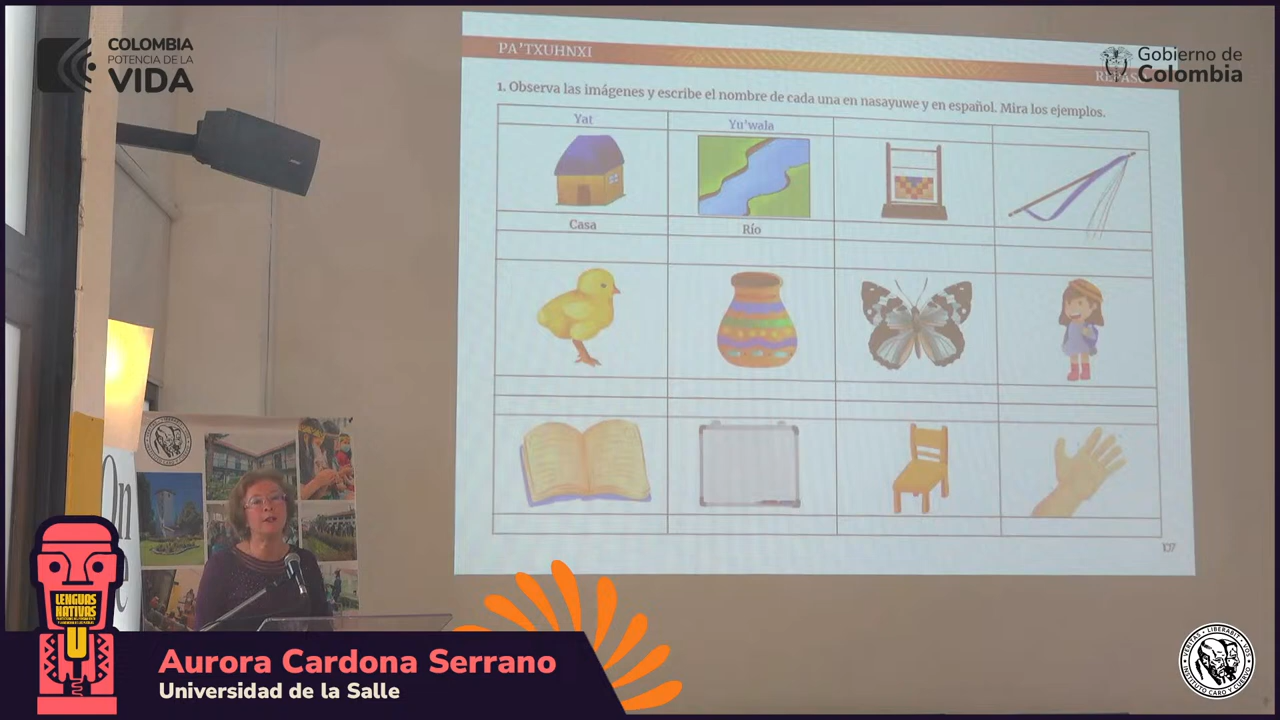 COLOMBIA
POTENCIA DE LA
VIDA
Gobierno de
Colombia
PA'TXUHNXI
1. Observa las imágenes y escribe el nombre de cada una en nasayuwe y en español. Mira los ejemplos.
Yat
Yu'wala
Casa
Río
LENGUAS
NATIVAS
Aurora Cardona Serrano
Universidad de la Salle